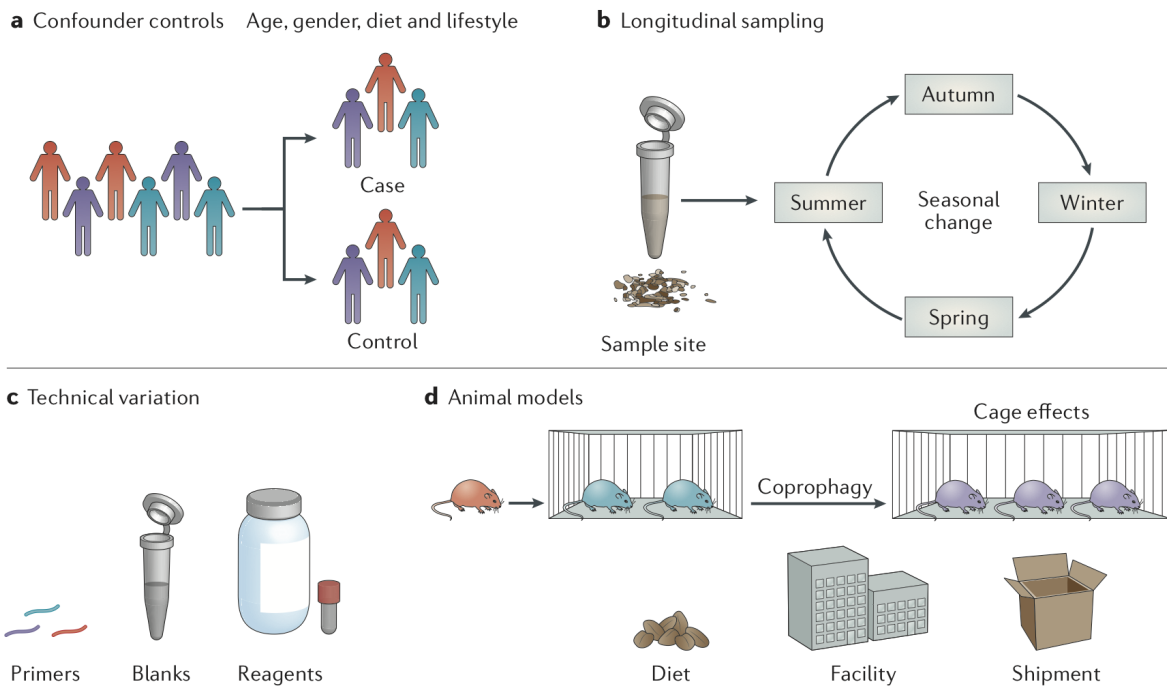 a Confounder controls Age, gender, diet and lifestyle
Case
Control
b Longitudinal sampling
Sample site
Autumn
Summer
Seasonal
change
Winter
Spring
c Technical variation
Primers
Blanks
Reagents
d Animal models
Coprophagy
Cage effects
Diet
Facility
Shipment